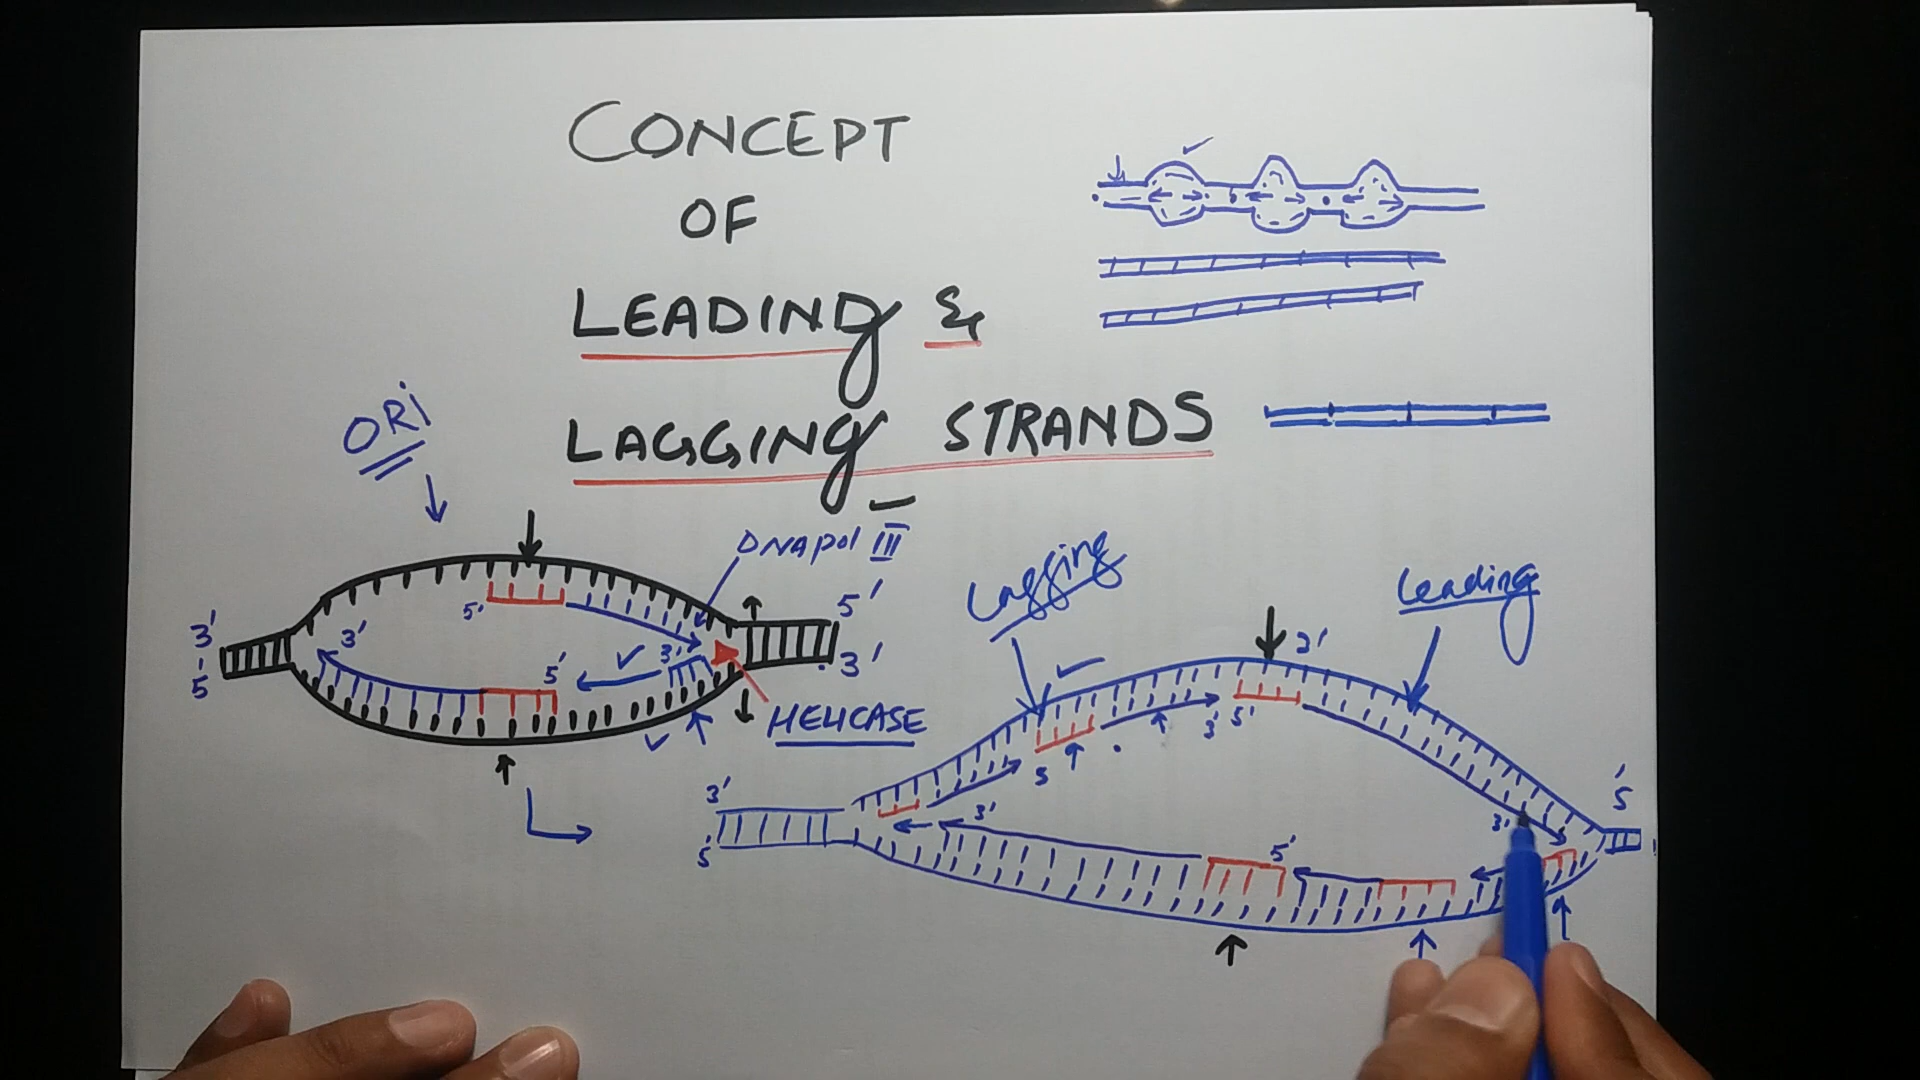 CONCEPT
OF
LEADING &
LAGGING STRANDS
ORi
DNA pol III
5'
3'
5'
3'
5'
3'
3'
5'
3'
HELICASE
Lagging
Leading
3'
5'
3'
5'
5
3'
5'
3'
5'
3'